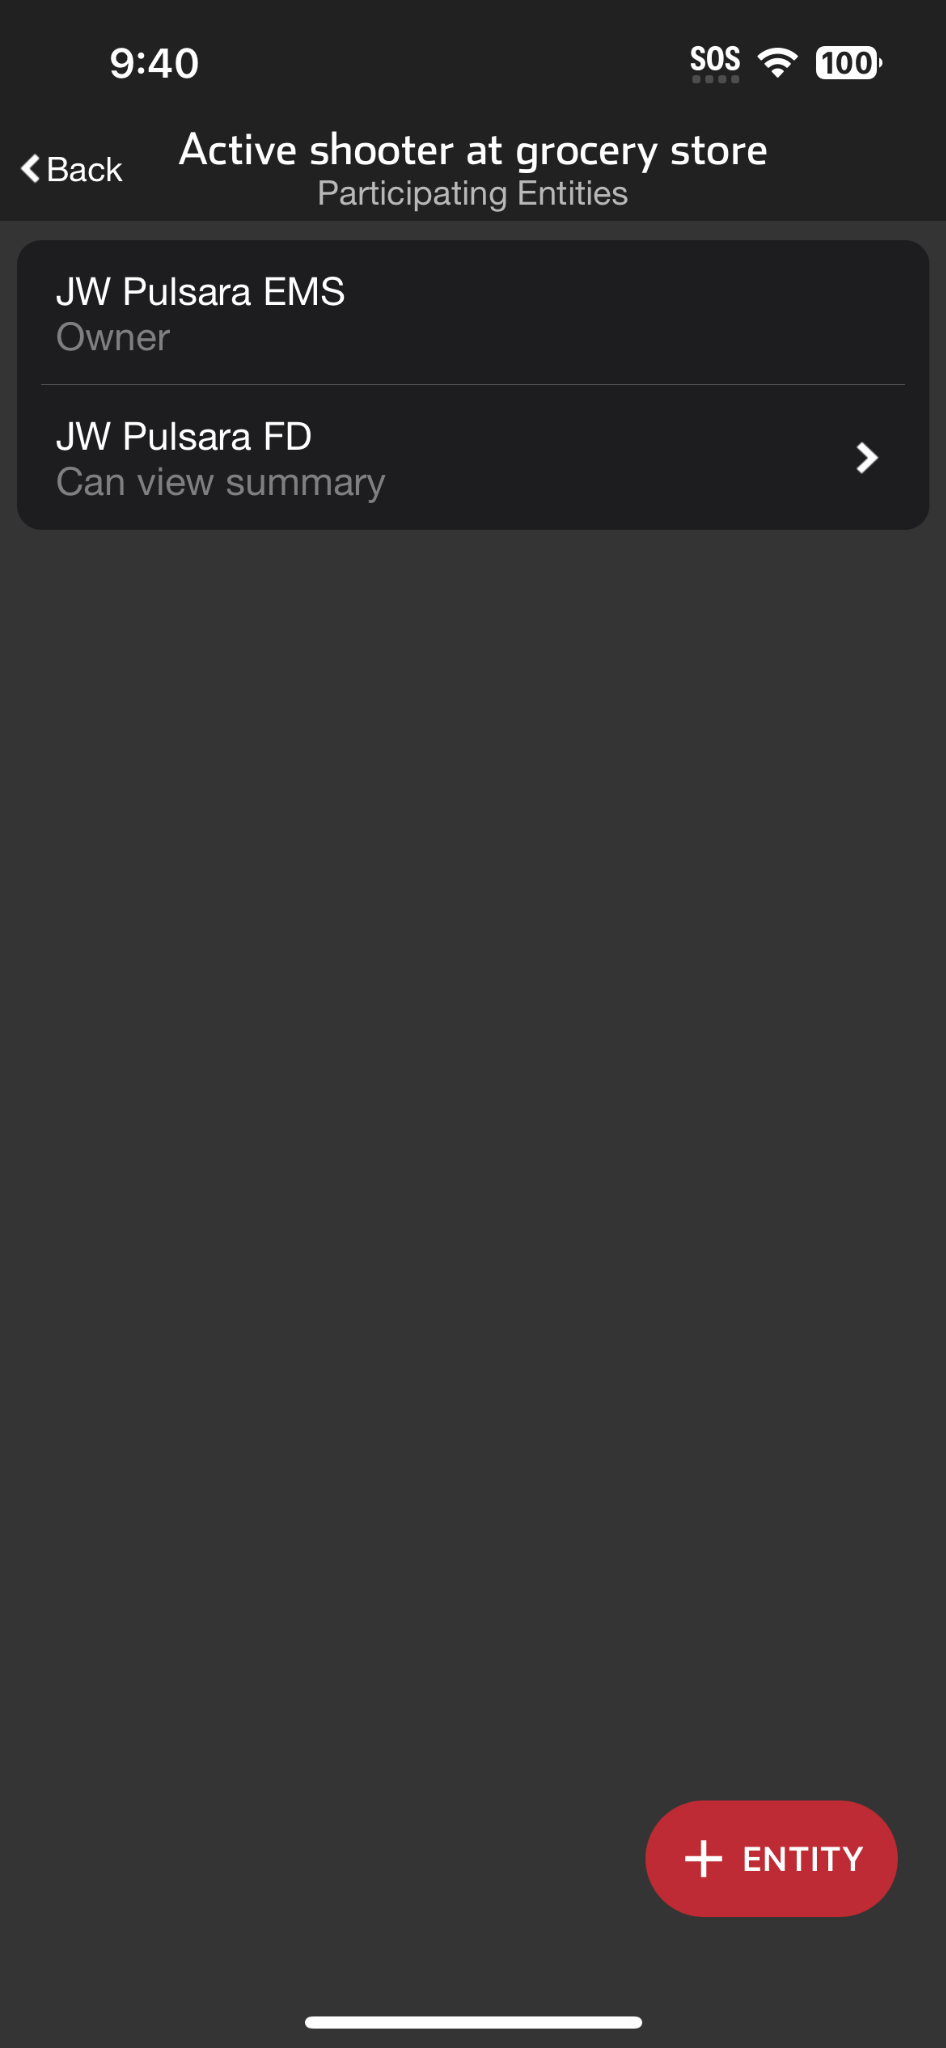 9:40
SOS
100
Back
Active shooter at grocery store
Participating Entities
JW Pulsara EMS
Owner
JW Pulsara FD
Can view summary
+ ENTITY